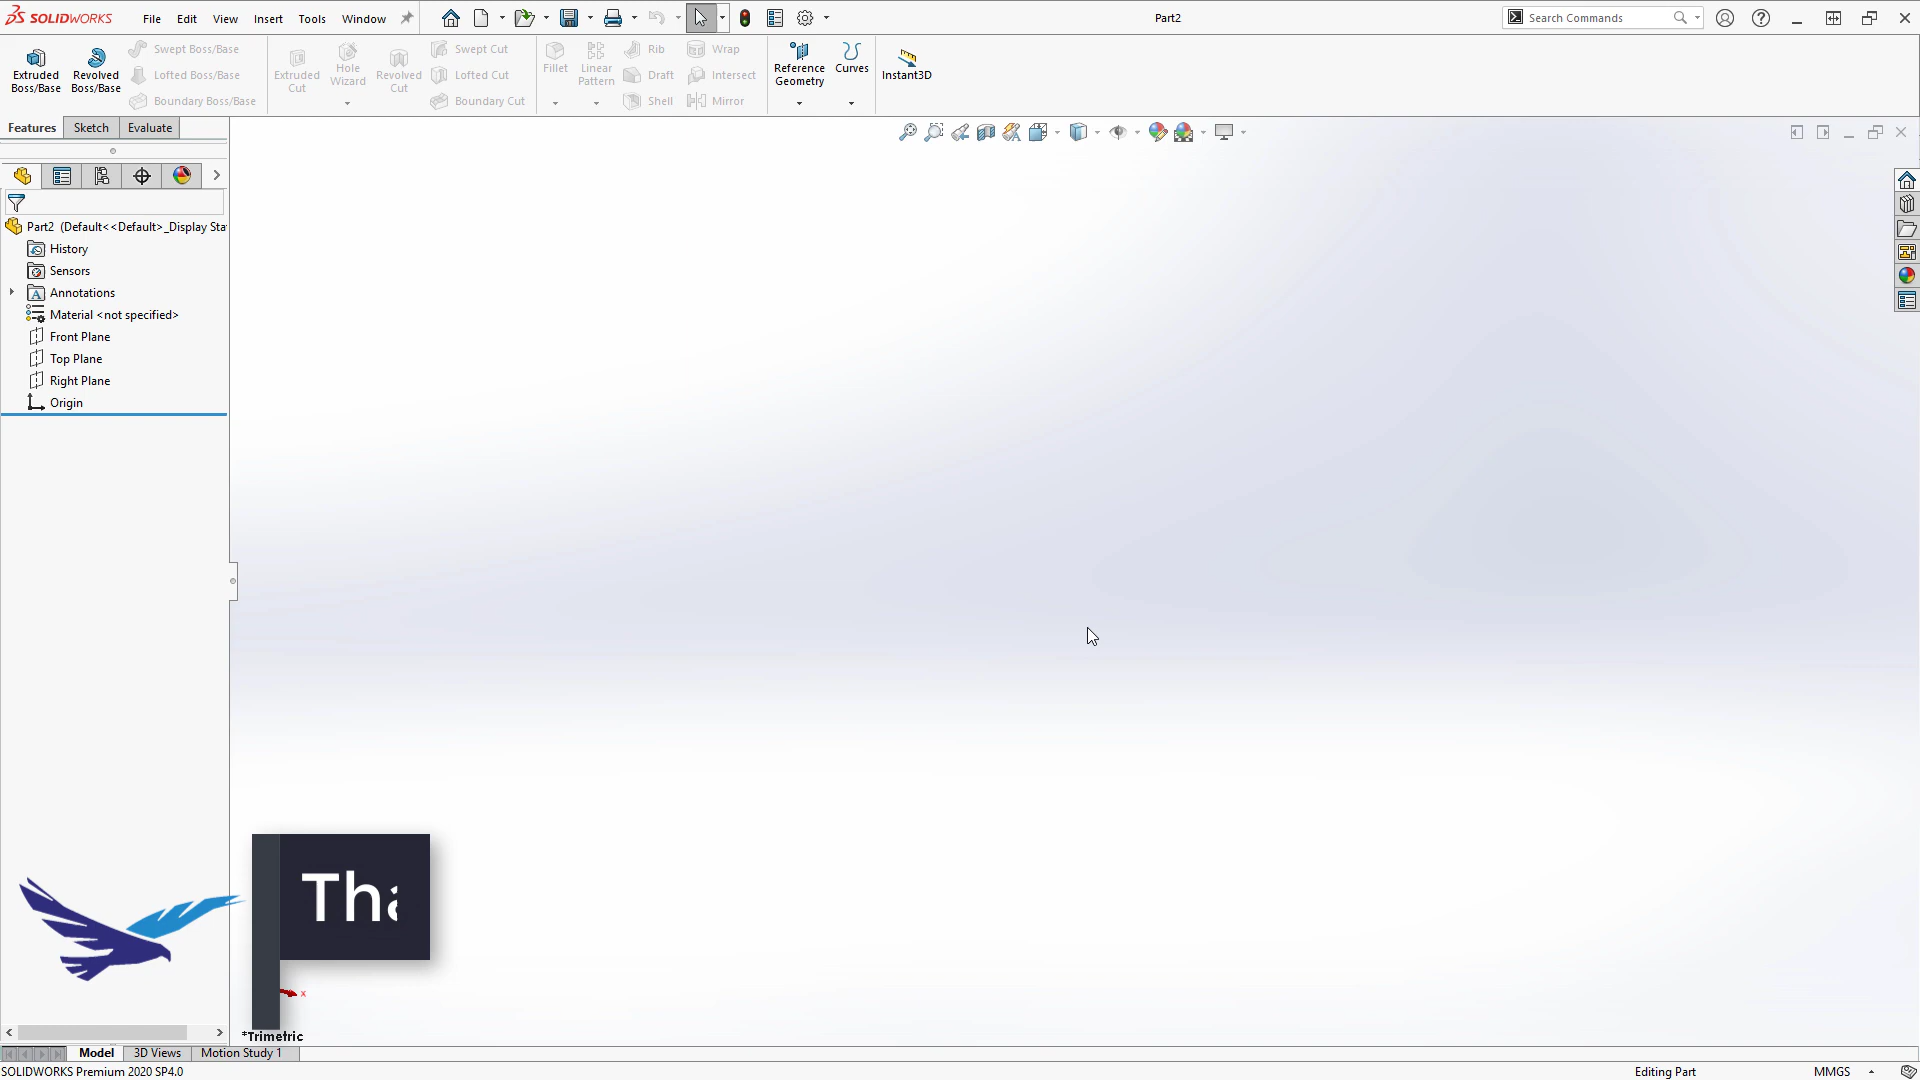 SOLIDWORKS
File Edit View Insert Tools Window
Part2
Search Commands
Extruded Boss/Base
Revolved Boss/Base
Swept Boss/Base
Lofted Boss/Base
Boundary Boss/Base
Extruded Cut
Hole Wizard
Revolved Cut
Swept Cut
Lofted Cut
Boundary Cut
Fillet
Linear Pattern
Rib
Draft
Shell
Wrap
Intersect
Mirror
Reference Geometry
Curves
Instant3D
Features Sketch Evaluate
Part2 (Default<<Default>_Display Sta
History
Sensors
Annotations
Material <not specified>
Front Plane
Top Plane
Right Plane
Origin
Tha
x
*Trimetric
Model 3D Views Motion Study 1
SOLIDWORKS Premium 2020 SP4.0
Editing Part
MMGS